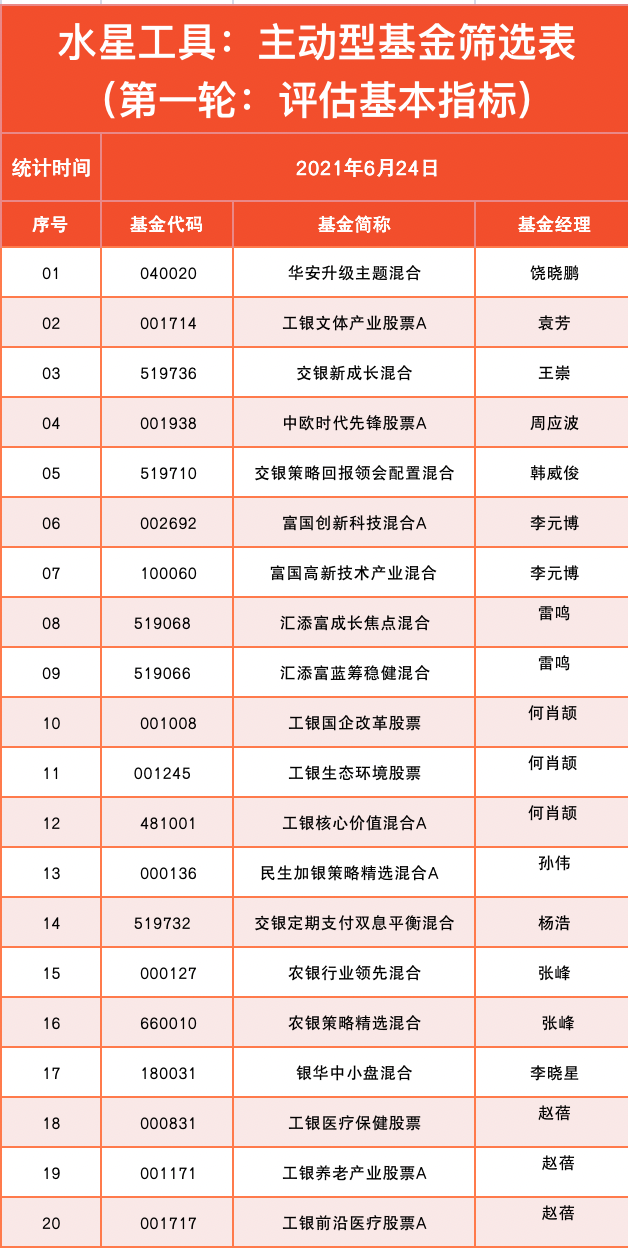 水星工具：主动型基金筛选表
（第一轮：评估基本指标）
统计时间 2021年6月24日
序号 基金代码 基金简称 基金经理
01 040020 华安升级主题混合 饶晓鹏
02 001714 工银文体产业股票A 袁芳
03 519736 交银新成长混合 王崇
04 001938 中欧时代先锋股票A 周应波
05 519710 交银策略回报领会配置混合 韩威俊
06 002692 富国创新科技混合A 李元博
07 100060 富国高新技术产业混合 李元博
08 519068 汇添富成长焦点混合 雷鸣
09 519066 汇添富蓝筹稳健混合 雷鸣
10 001008 工银国企改革股票 何肖颉
11 001245 工银生态环境股票 何肖颉
12 481001 工银核心价值混合A 何肖颉
13 000136 民生加银策略精选混合A 孙伟
14 519732 交银定期支付双息平衡混合 杨浩
15 000127 农银行业领先混合 张峰
16 660010 农银策略精选混合 张峰
17 180031 银华中小盘混合 李晓星
18 000831 工银医疗保健股票 赵蓓
19 001171 工银养老产业股票A 赵蓓
20 001717 工银前沿医疗股票A 赵蓓